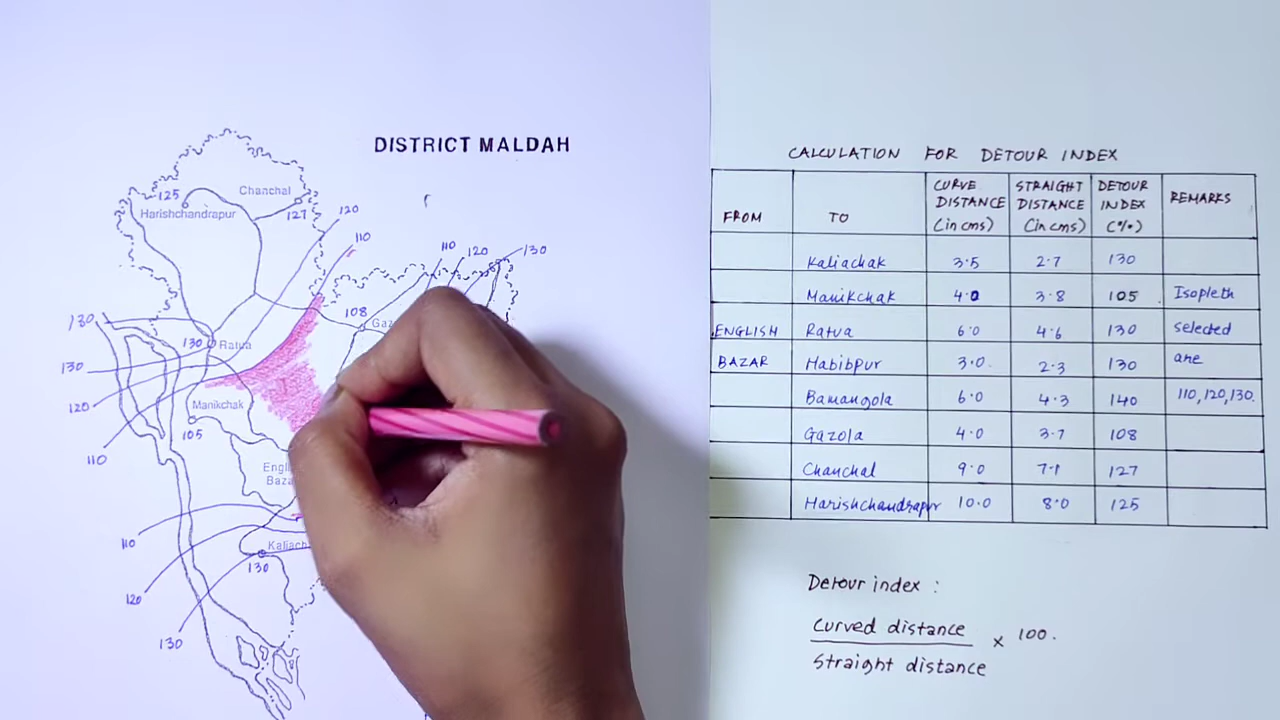 DISTRICT MALDAH
125
Chanchal
Harishchandrapur
127
120
110
110
120
130
108
130
130
Ratua
130
120
Manikchak
105
110
110
130
120
130
CALCULATION FOR DETOUR INDEX
FROM TO CURVE DISTANCE (in cms) STRAIGHT DISTANCE (in cms) DETOUR INDEX (%) REMARKS
Kaliachak 3.5 2.7 130
Manikchak 4.0 3.8 105 Isopleth
ENGLISH Ratua 6.0 4.6 130 selected
BAZAR Habibpur 3.0 2.3 130 are
Bamangola 6.0 4.3 140 110, 120, 130.
Gazola 4.0 3.7 108
Chanchal 9.0 7.1 127
Harishchandrapur 10.0 8.0 125
Detour index :
Curved distance
× 100.
Straight distance